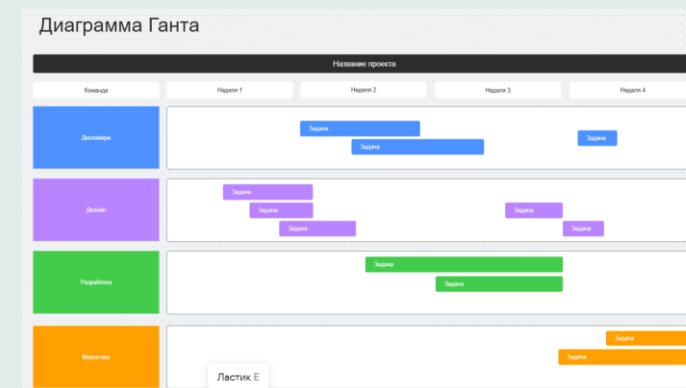 Диаграмма Ганта
Название проекта
Команда Неделя 1 Неделя 2 Неделя 3 Неделя 4
Дискавери
Задача
Задача
Задача
Дизайн
Задача
Задача
Задача
Задача
Задача
Разработка
Задача
Задача
Маркетинг
Задача
Задача
Ластик E